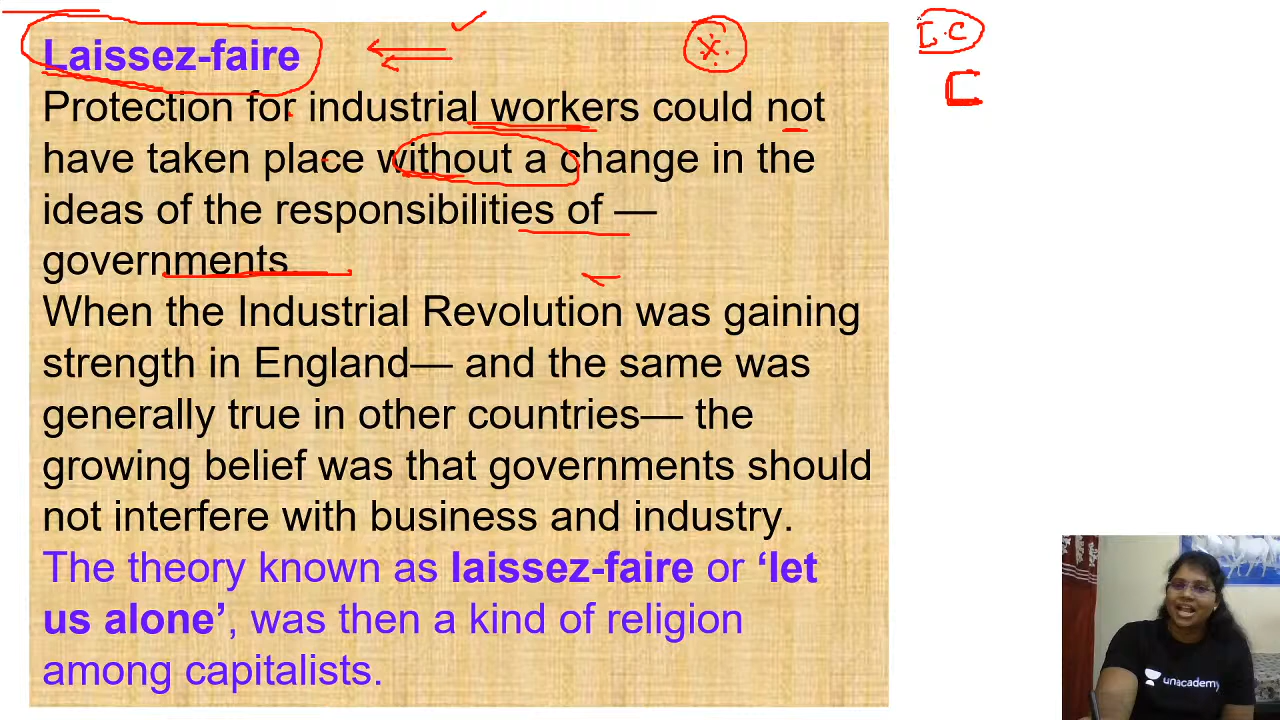 Laissez-faire
Protection for industrial workers could not
have taken place without a change in the
ideas of the responsibilities of —
governments
When the Industrial Revolution was gaining
strength in England— and the same was
generally true in other countries— the
growing belief was that governments should
not interfere with business and industry.
The theory known as laissez-faire or ‘let
us alone’, was then a kind of religion
among capitalists.
I.C
unacademy